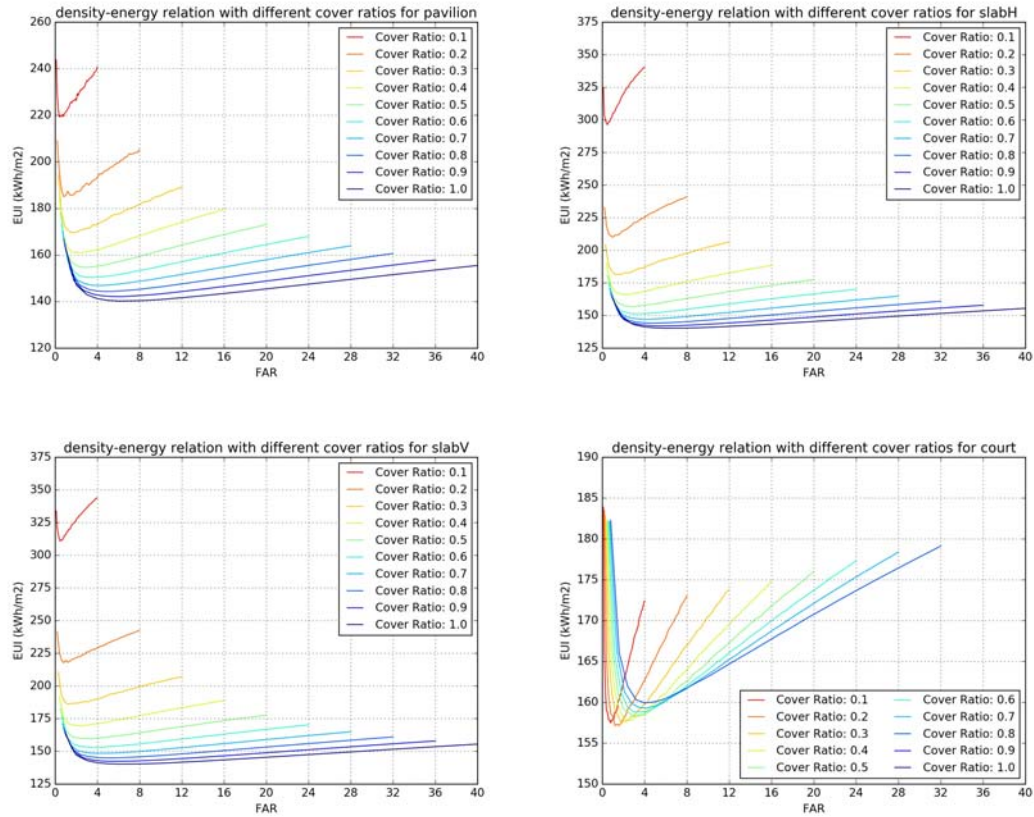 density-energy relation with different cover ratios for pavilion
260
240
220
200
180
160
140
120
EUI (kWh/m2)
0 4 8 12 16 20 24 28 32 36 40
FAR
Cover Ratio: 0.1
Cover Ratio: 0.2
Cover Ratio: 0.3
Cover Ratio: 0.4
Cover Ratio: 0.5
Cover Ratio: 0.6
Cover Ratio: 0.7
Cover Ratio: 0.8
Cover Ratio: 0.9
Cover Ratio: 1.0
density-energy relation with different cover ratios for slabH
375
350
325
300
275
250
225
200
175
150
125
EUI (kWh/m2)
0 4 8 12 16 20 24 28 32 36 40
FAR
Cover Ratio: 0.1
Cover Ratio: 0.2
Cover Ratio: 0.3
Cover Ratio: 0.4
Cover Ratio: 0.5
Cover Ratio: 0.6
Cover Ratio: 0.7
Cover Ratio: 0.8
Cover Ratio: 0.9
Cover Ratio: 1.0
density-energy relation with different cover ratios for slabV
375
350
325
300
275
250
225
200
175
150
125
EUI (kWh/m2)
0 4 8 12 16 20 24 28 32 36 40
FAR
Cover Ratio: 0.1
Cover Ratio: 0.2
Cover Ratio: 0.3
Cover Ratio: 0.4
Cover Ratio: 0.5
Cover Ratio: 0.6
Cover Ratio: 0.7
Cover Ratio: 0.8
Cover Ratio: 0.9
Cover Ratio: 1.0
density-energy relation with different cover ratios for court
190
185
180
175
170
165
160
155
150
EUI (kWh/m2)
0 4 8 12 16 20 24 28 32 36 40
FAR
Cover Ratio: 0.1
Cover Ratio: 0.2
Cover Ratio: 0.3
Cover Ratio: 0.4
Cover Ratio: 0.5
Cover Ratio: 0.6
Cover Ratio: 0.7
Cover Ratio: 0.8
Cover Ratio: 0.9
Cover Ratio: 1.0